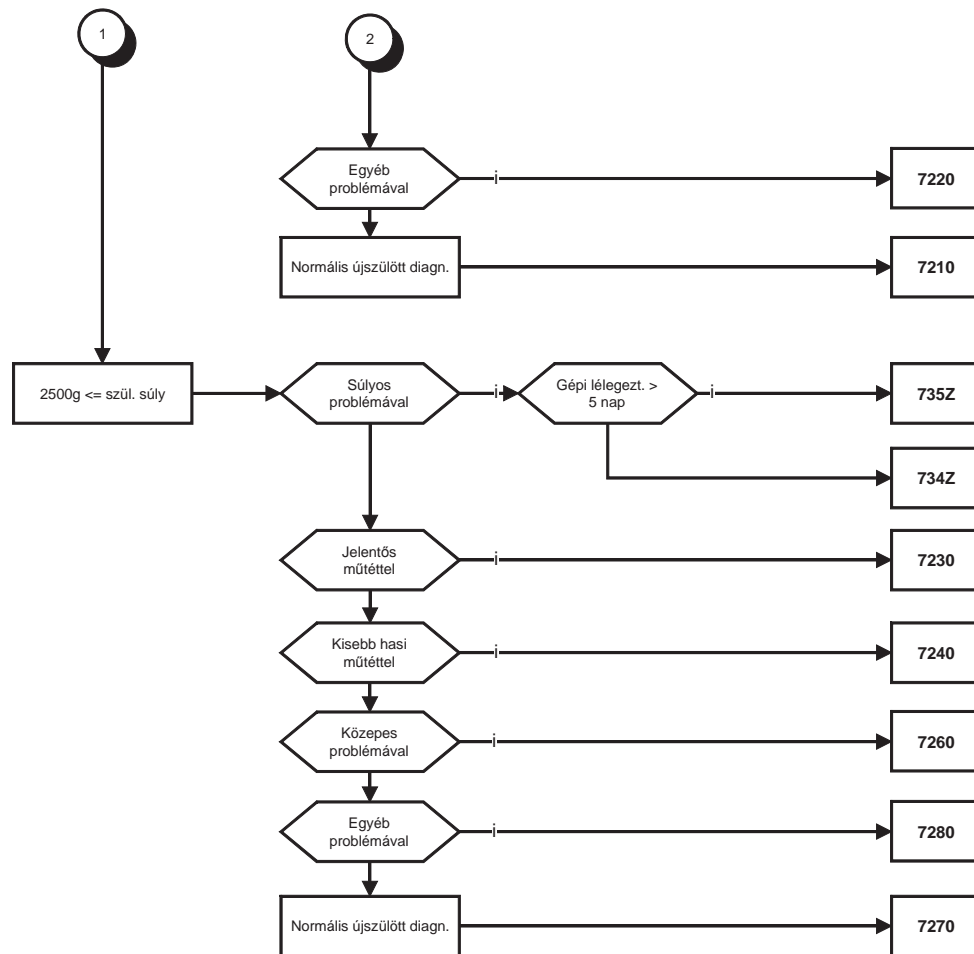 1
2
Egyéb
problémával
i
7220
Normális újszülött diagn.
7210
2500g <= szül. súly
Súlyos
problémával
i
Gépi lélegezt. >
5 nap
i
735Z
734Z
Jelentős
műtéttel
i
7230
Kisebb hasi
műtéttel
i
7240
Közepes
problémával
i
7260
Egyéb
problémával
i
7280
Normális újszülött diagn.
7270